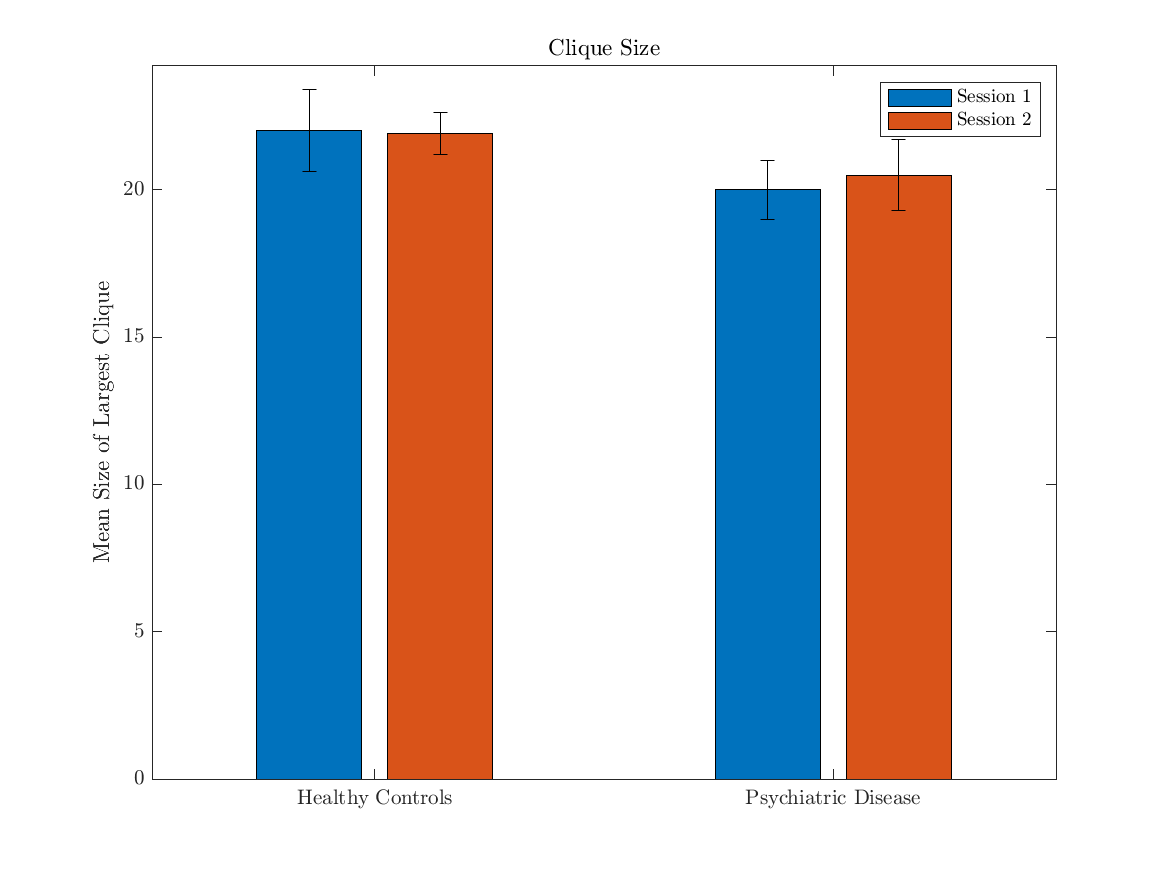 Clique Size
Session 1
Session 2
Mean Size of Largest Clique
20
15
10
5
0
Healthy Controls
Psychiatric Disease